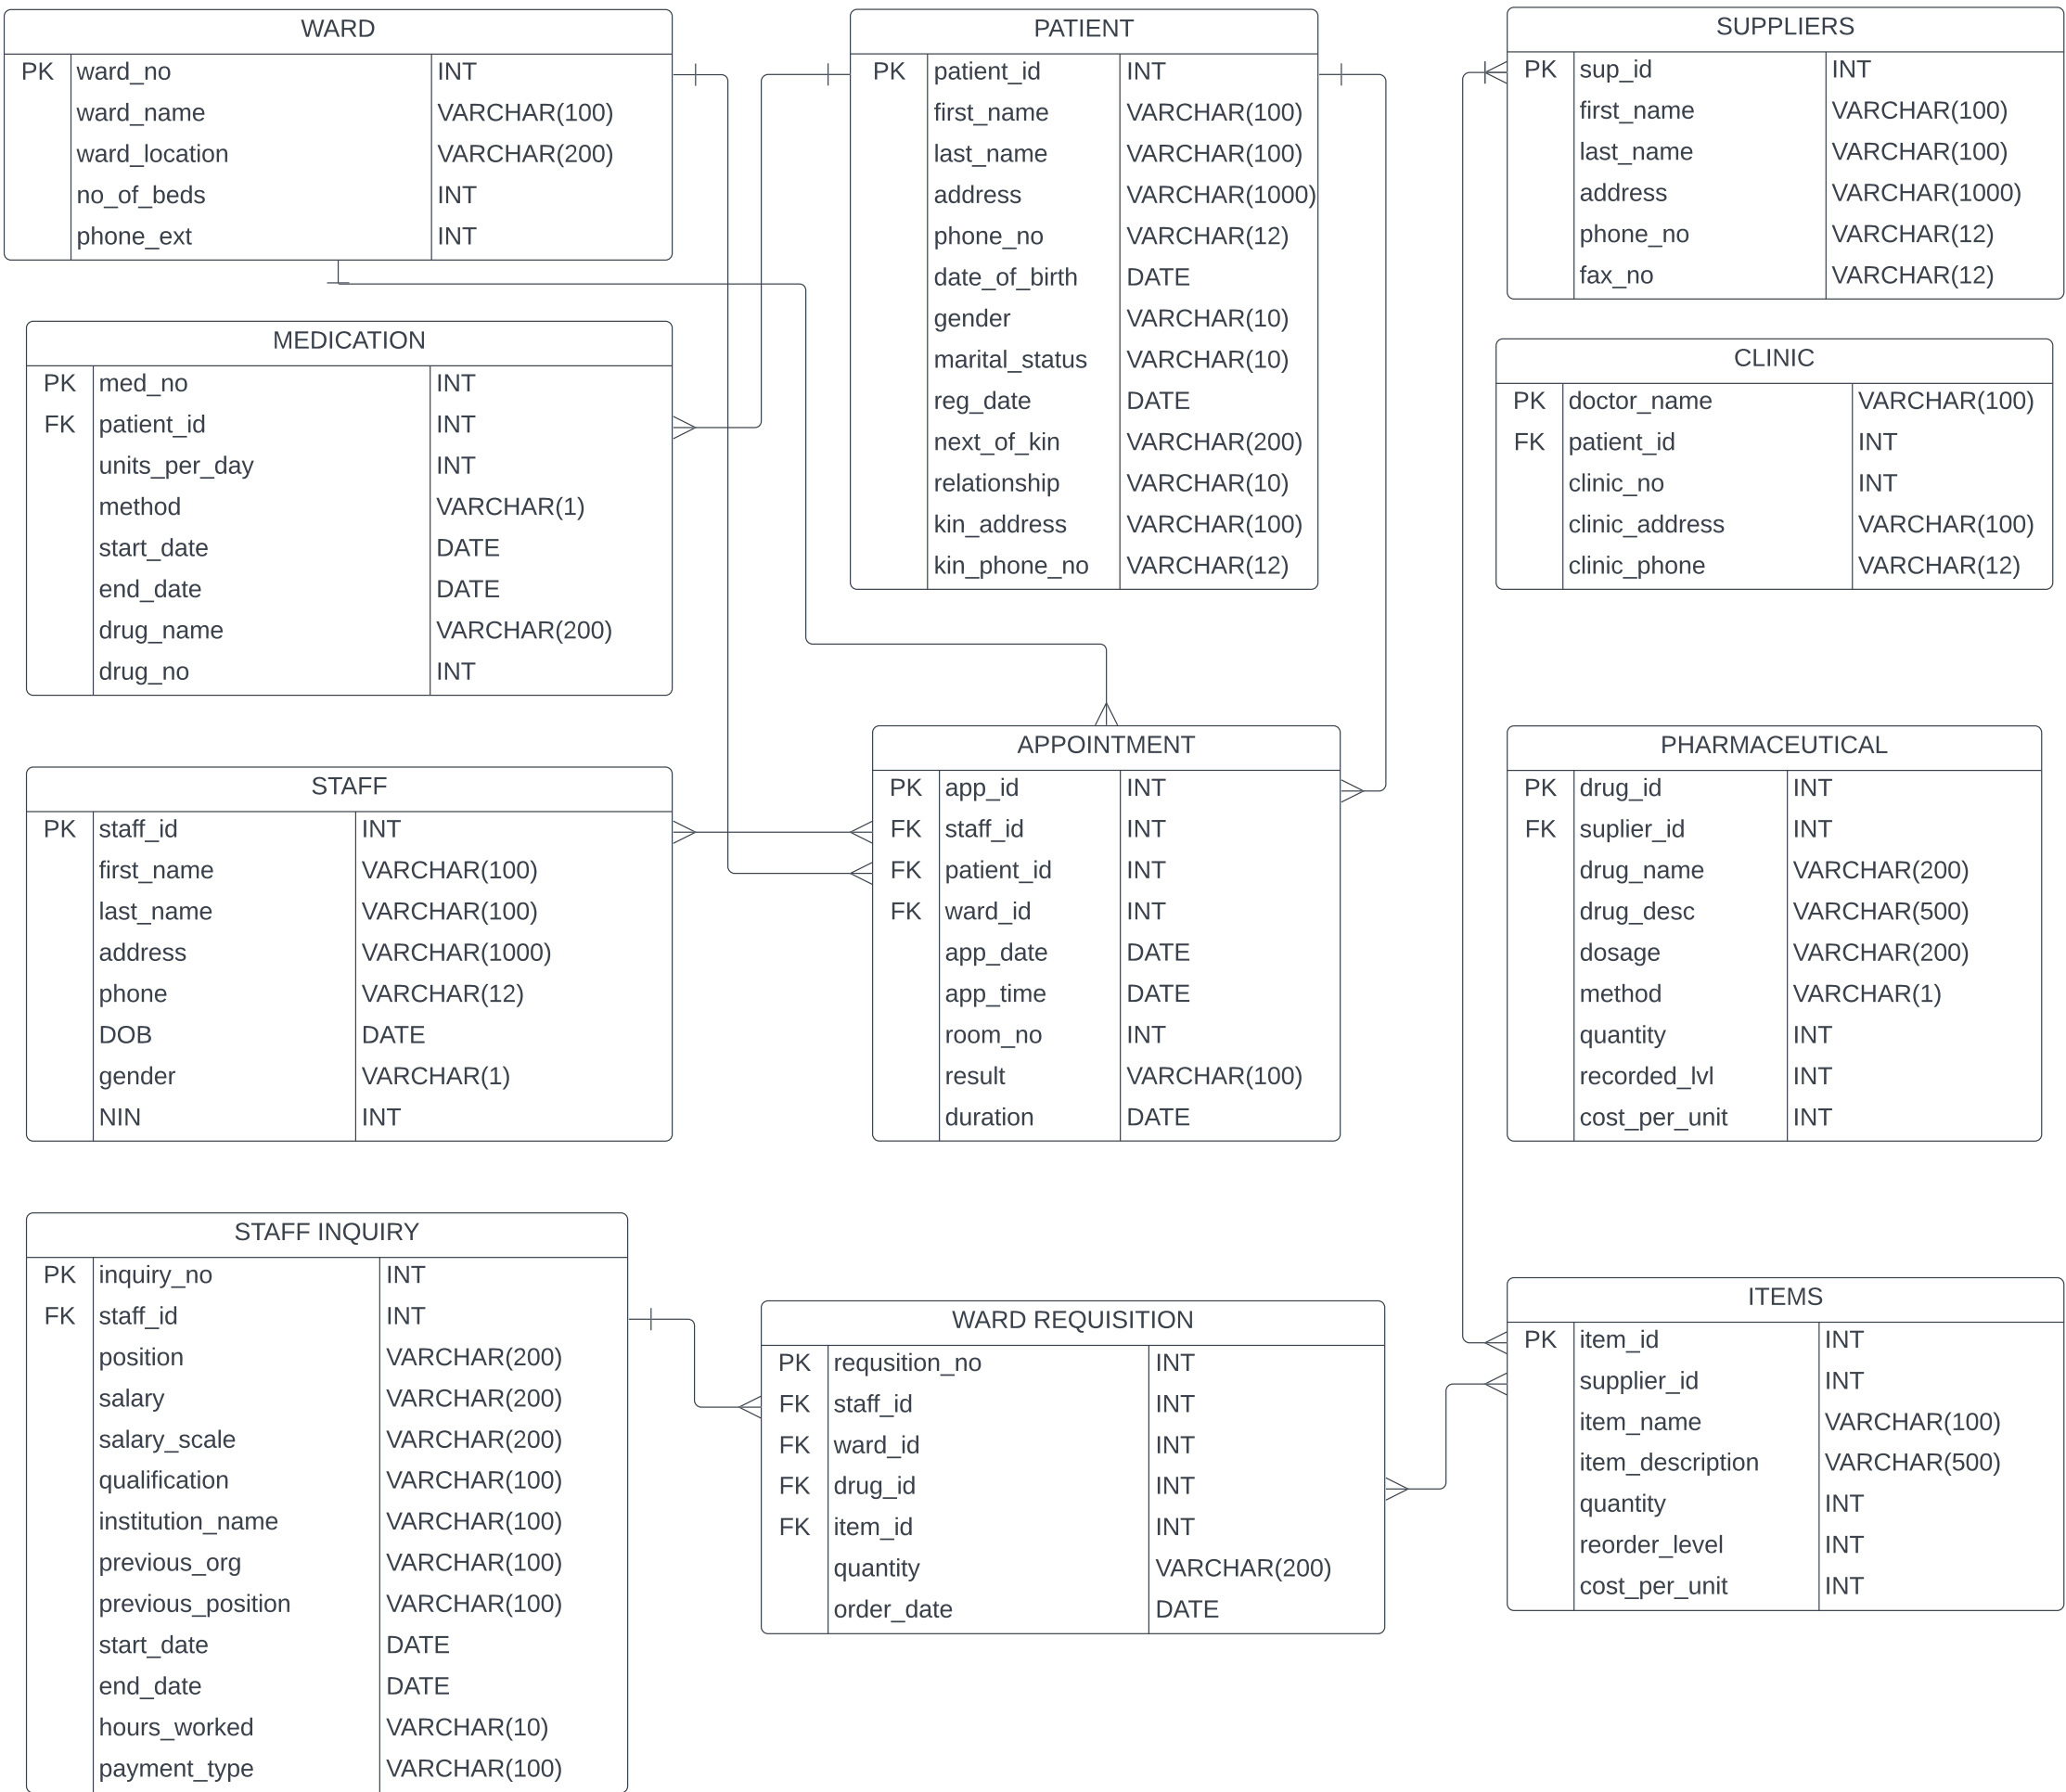 WARD
PK ward_no INT
ward_name VARCHAR(100)
ward_location VARCHAR(200)
no_of_beds INT
phone_ext INT
MEDICATION
PK med_no INT
FK patient_id INT
units_per_day INT
method VARCHAR(1)
start_date DATE
end_date DATE
drug_name VARCHAR(200)
drug_no INT
STAFF
PK staff_id INT
first_name VARCHAR(100)
last_name VARCHAR(100)
address VARCHAR(1000)
phone VARCHAR(12)
DOB DATE
gender VARCHAR(1)
NIN INT
STAFF INQUIRY
PK inquiry_no INT
FK staff_id INT
position VARCHAR(200)
salary VARCHAR(200)
salary_scale VARCHAR(200)
qualification VARCHAR(100)
institution_name VARCHAR(100)
previous_org VARCHAR(100)
previous_position VARCHAR(100)
start_date DATE
end_date DATE
hours_worked VARCHAR(10)
payment_type VARCHAR(100)
PATIENT
PK patient_id INT
first_name VARCHAR(100)
last_name VARCHAR(100)
address VARCHAR(1000)
phone_no VARCHAR(12)
date_of_birth DATE
gender VARCHAR(10)
marital_status VARCHAR(10)
reg_date DATE
next_of_kin VARCHAR(200)
relationship VARCHAR(10)
kin_address VARCHAR(100)
kin_phone_no VARCHAR(12)
APPOINTMENT
PK app_id INT
FK staff_id INT
FK patient_id INT
FK ward_id INT
app_date DATE
app_time DATE
room_no INT
result VARCHAR(100)
duration DATE
WARD REQUISITION
PK requsition_no INT
FK staff_id INT
FK ward_id INT
FK drug_id INT
FK item_id INT
quantity VARCHAR(200)
order_date DATE
SUPPLIERS
PK sup_id INT
first_name VARCHAR(100)
last_name VARCHAR(100)
address VARCHAR(1000)
phone_no VARCHAR(12)
fax_no VARCHAR(12)
CLINIC
PK doctor_name VARCHAR(100)
FK patient_id INT
clinic_no INT
clinic_address VARCHAR(100)
clinic_phone VARCHAR(12)
PHARMACEUTICAL
PK drug_id INT
FK suplier_id INT
drug_name VARCHAR(200)
drug_desc VARCHAR(500)
dosage VARCHAR(200)
method VARCHAR(1)
quantity INT
recorded_lvl INT
cost_per_unit INT
ITEMS
PK item_id INT
supplier_id INT
item_name VARCHAR(100)
item_description VARCHAR(500)
quantity INT
reorder_level INT
cost_per_unit INT